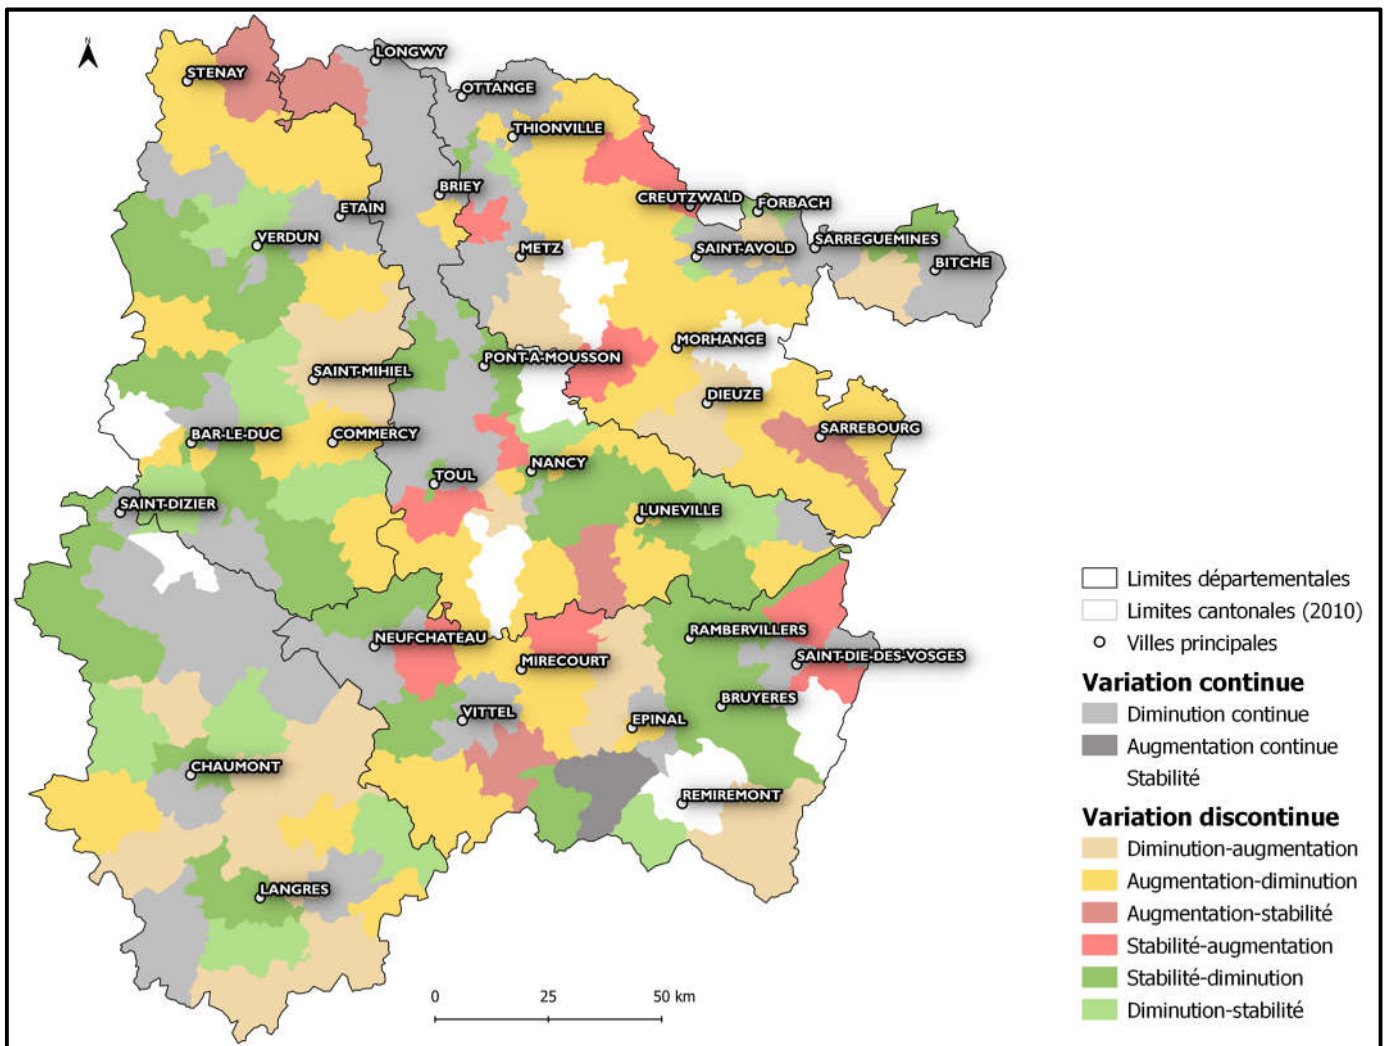 N
LONGWY
STENAY
OTTANGE
THIONVILLE
BRIEY
CREUTZWALD
FORBACH
ETAIN
VERDUN
METZ
SAINT-AVOLD
SARREGUEMINES
BITCHE
MORHANGE
PONT-A-MOUSSON
SAINT-MIHIEL
DIEUZE
BAR-LE-DUC
COMMERCY
SARREBOURG
NANCY
TOUL
SAINT-DIZIER
LUNEVILLE
NEUFCHATEAU
RAMBERVILLERS
MIRECOURT
SAINT-DIE-DES-VOSGES
BRUYERES
VITTEL
EPINAL
CHAUMONT
REMIREMONT
LANGRES
0 25 50 km
Limites départementales
Limites cantonales (2010)
Villes principales
Variation continue
Diminution continue
Augmentation continue
Stabilité
Variation discontinue
Diminution-augmentation
Augmentation-diminution
Augmentation-stabilité
Stabilité-augmentation
Stabilité-diminution
Diminution-stabilité